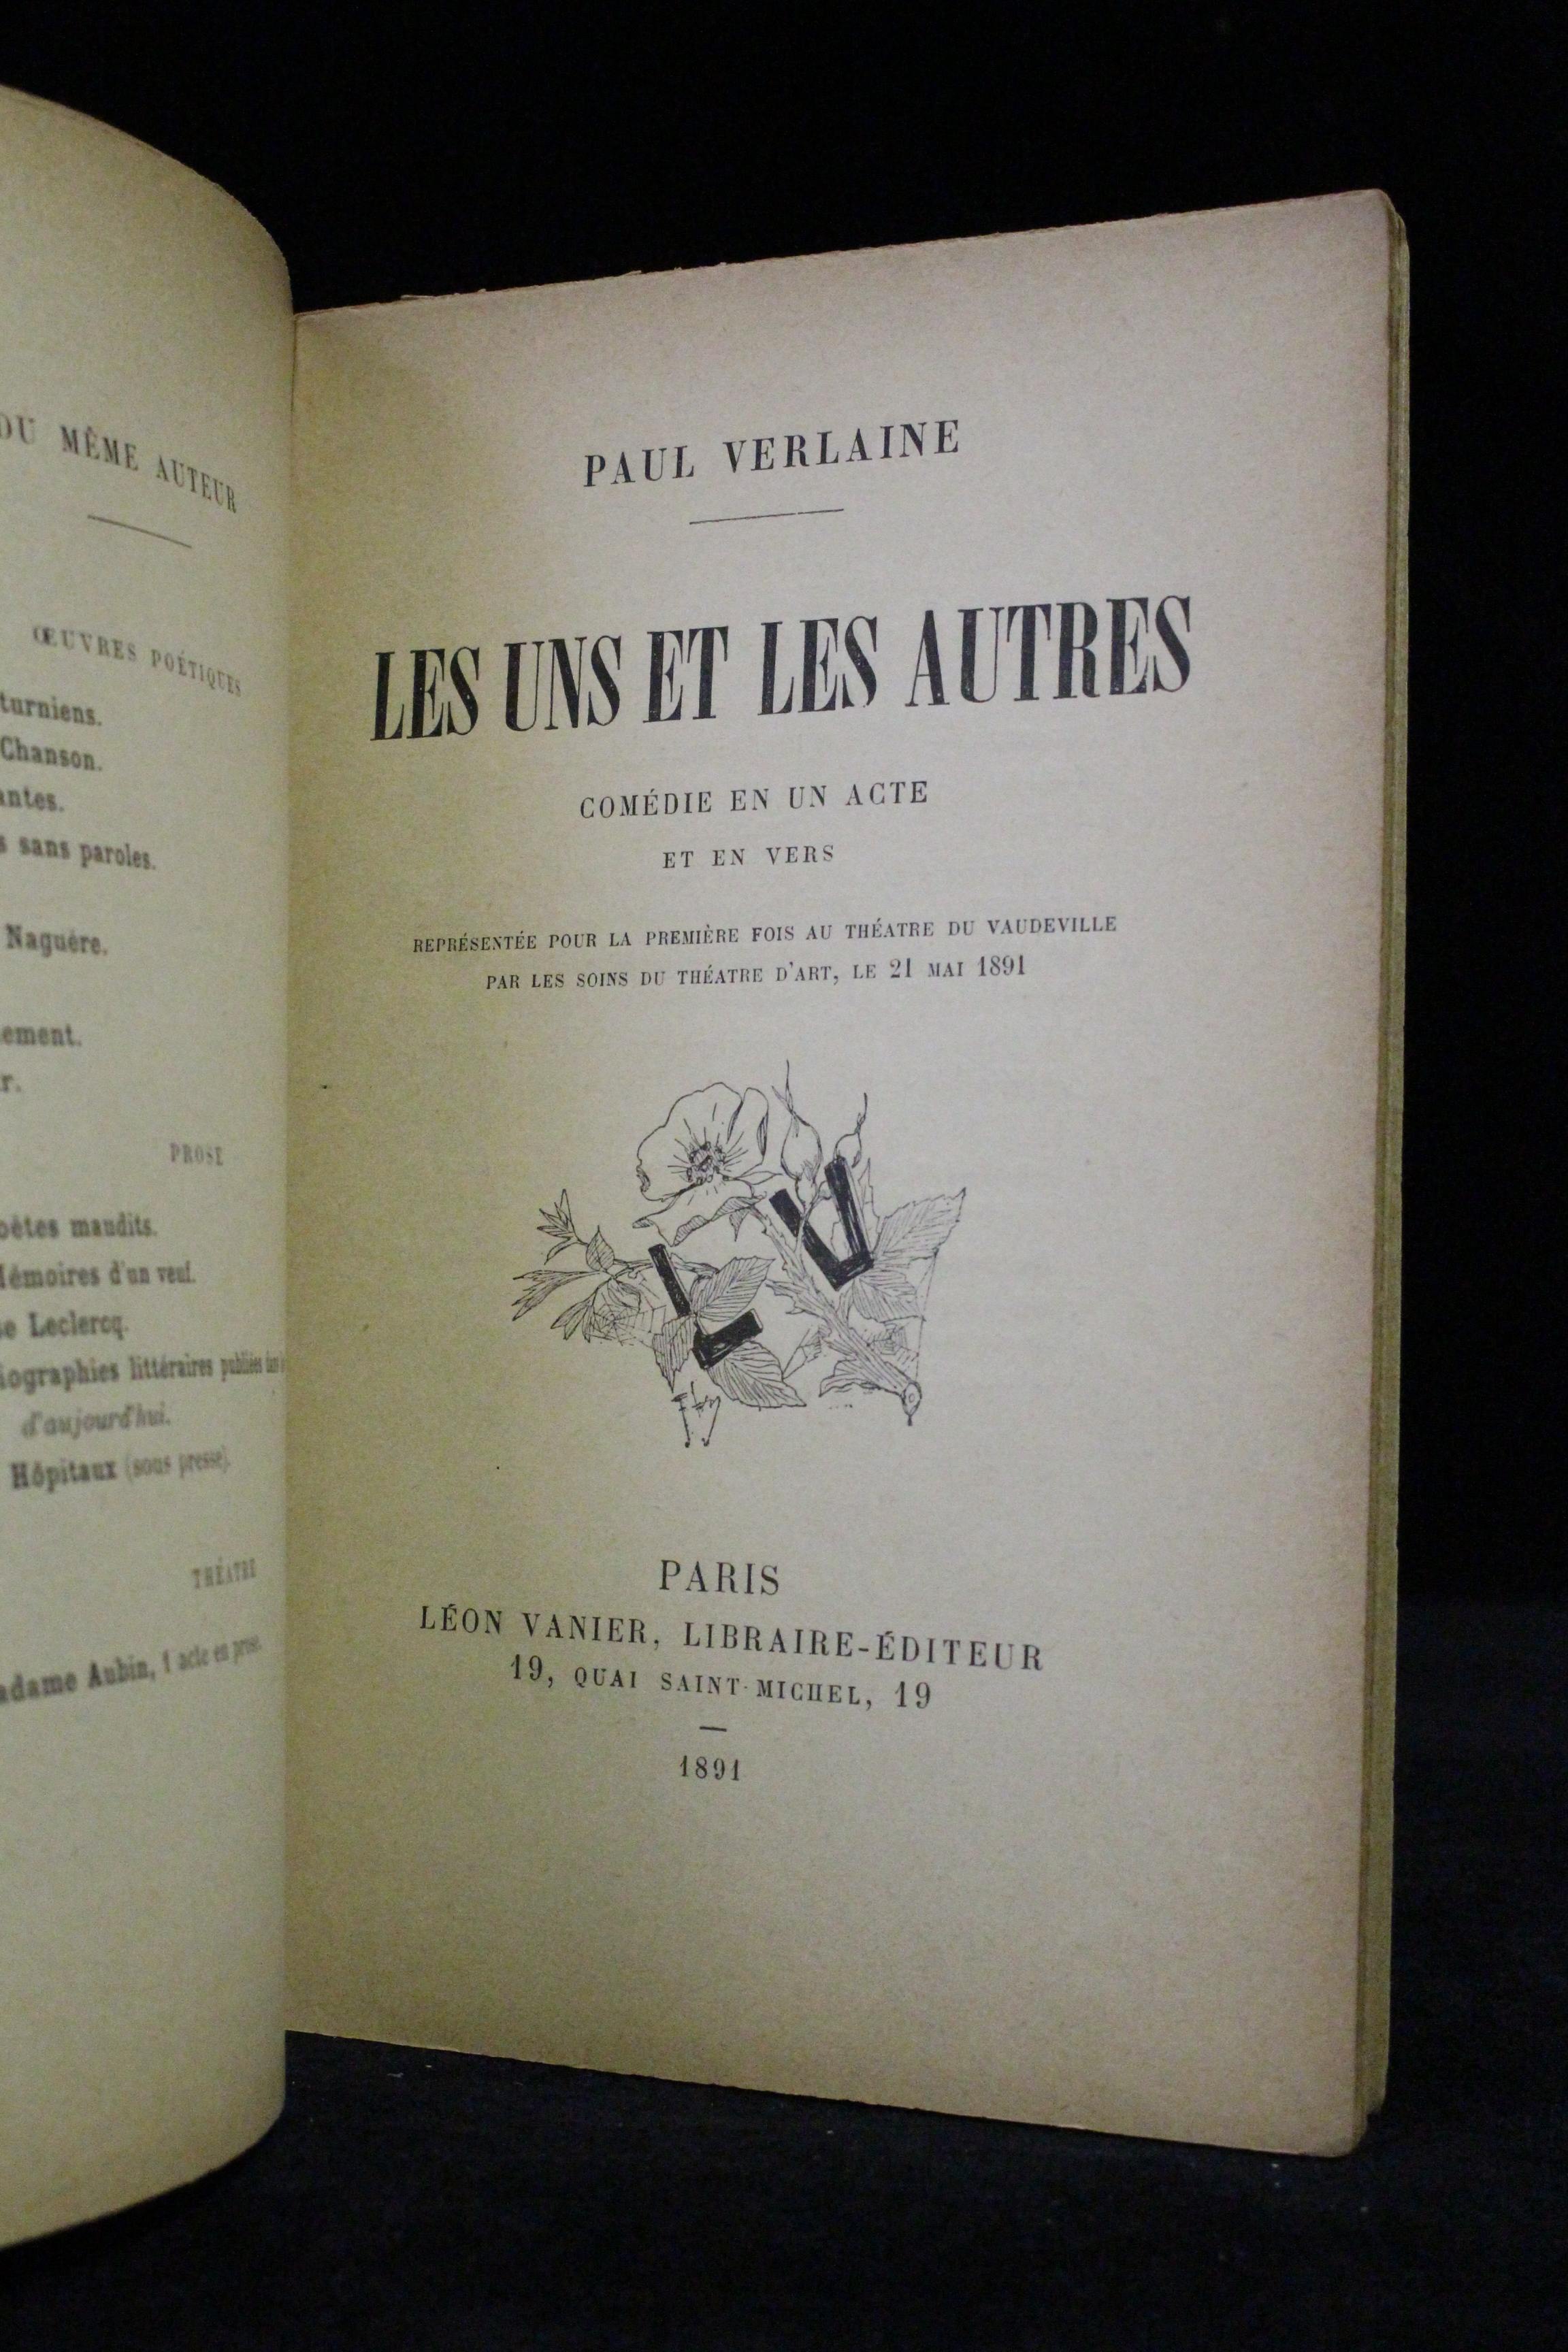 DU MÊME AUTEUR
ŒUVRES POÉTIQUES
turniens.
Chanson.
antes.
s sans paroles.
Naguère.
ement.
r.
PROSE
oètes maudits.
émoires d'un veuf.
e Leclercq.
iographies littéraires publiées
d'aujourd'hui.
Hôpitaux (sous presse).
THÉATRE
adame Aubin, 1 acte en prose.
PAUL VERLAINE
LES UNS ET LES AUTRES
COMÉDIE EN UN ACTE
ET EN VERS
REPRÉSENTÉE POUR LA PREMIÈRE FOIS AU THÉATRE DU VAUDEVILLE
PAR LES SOINS DU THÉATRE D'ART, LE 21 MAI 1891
L V
PARIS
LÉON VANIER, LIBRAIRE-ÉDITEUR
19, QUAI SAINT-MICHEL, 19
1891